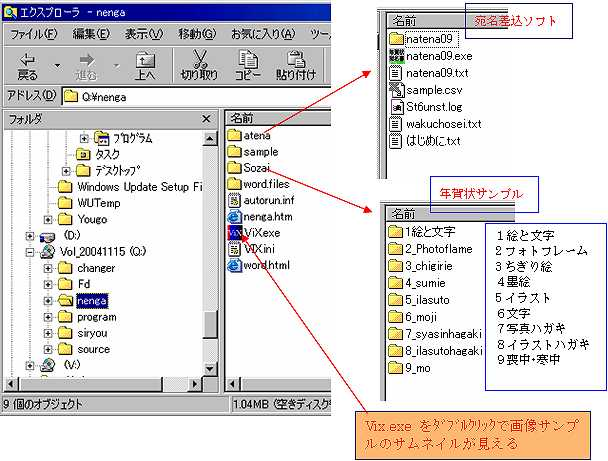 エクスプローラ - nenga
ファイル(F) 編集(E) 表示(V) 移動(G) お気に入り(A) ツー
戻る 進む 上へ 切り取り コピー 貼り付け
アドレス(D) Q:¥nenga
フォルダ
プログラム
タスク
デスクトップ
Windows Update Setup Fi
WUTemp
Yougo
(D:)
Vol_20041115 (Q:)
changer
Fd
nenga
program
siryou
source
(V:)
名前
atena
sample
Sozai
word.files
autorun.inf
nenga.htm
ViX.exe
VIX.ini
word.html
9 個のオブジェクト 1.04MB (空きディスク
宛名差込ソフト
名前
natena09
natena09.exe
natena09.txt
sample.csv
St6unst.log
wakuchosei.txt
はじめに.txt
年賀状サンプル
名前
1絵と文字
2_Photoflame
3_chigirie
4_sumie
5_ilasuto
6_moji
7_syasinhagaki
8_ilasutohagaki
9_mo
1絵と文字
2フォトフレーム
3ちぎり絵
4墨絵
5イラスト
6文字
7写真ハガキ
8イラストハガキ
9喪中・寒中
Vix.exe をﾀﾞﾌﾞﾙｸﾘｯｸで画像サンプ
ルのサムネイルが見える